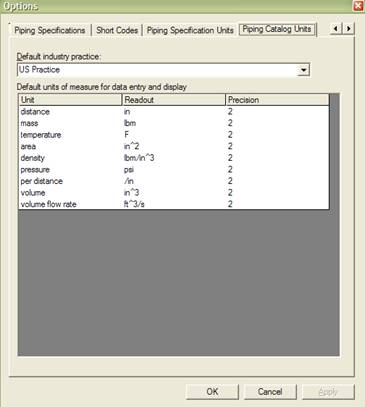 Options
Piping Specifications Short Codes Piping Specification Units Piping Catalog Units
Default industry practice:
US Practice
Default units of measure for data entry and display
Unit Readout Precision
distance in 2
mass lbm 2
temperature F 2
area in^2 2
density lbm/in^3 2
pressure psi 2
per distance /in 2
volume in^3 2
volume flow rate ft^3/s 2
OK Cancel Apply